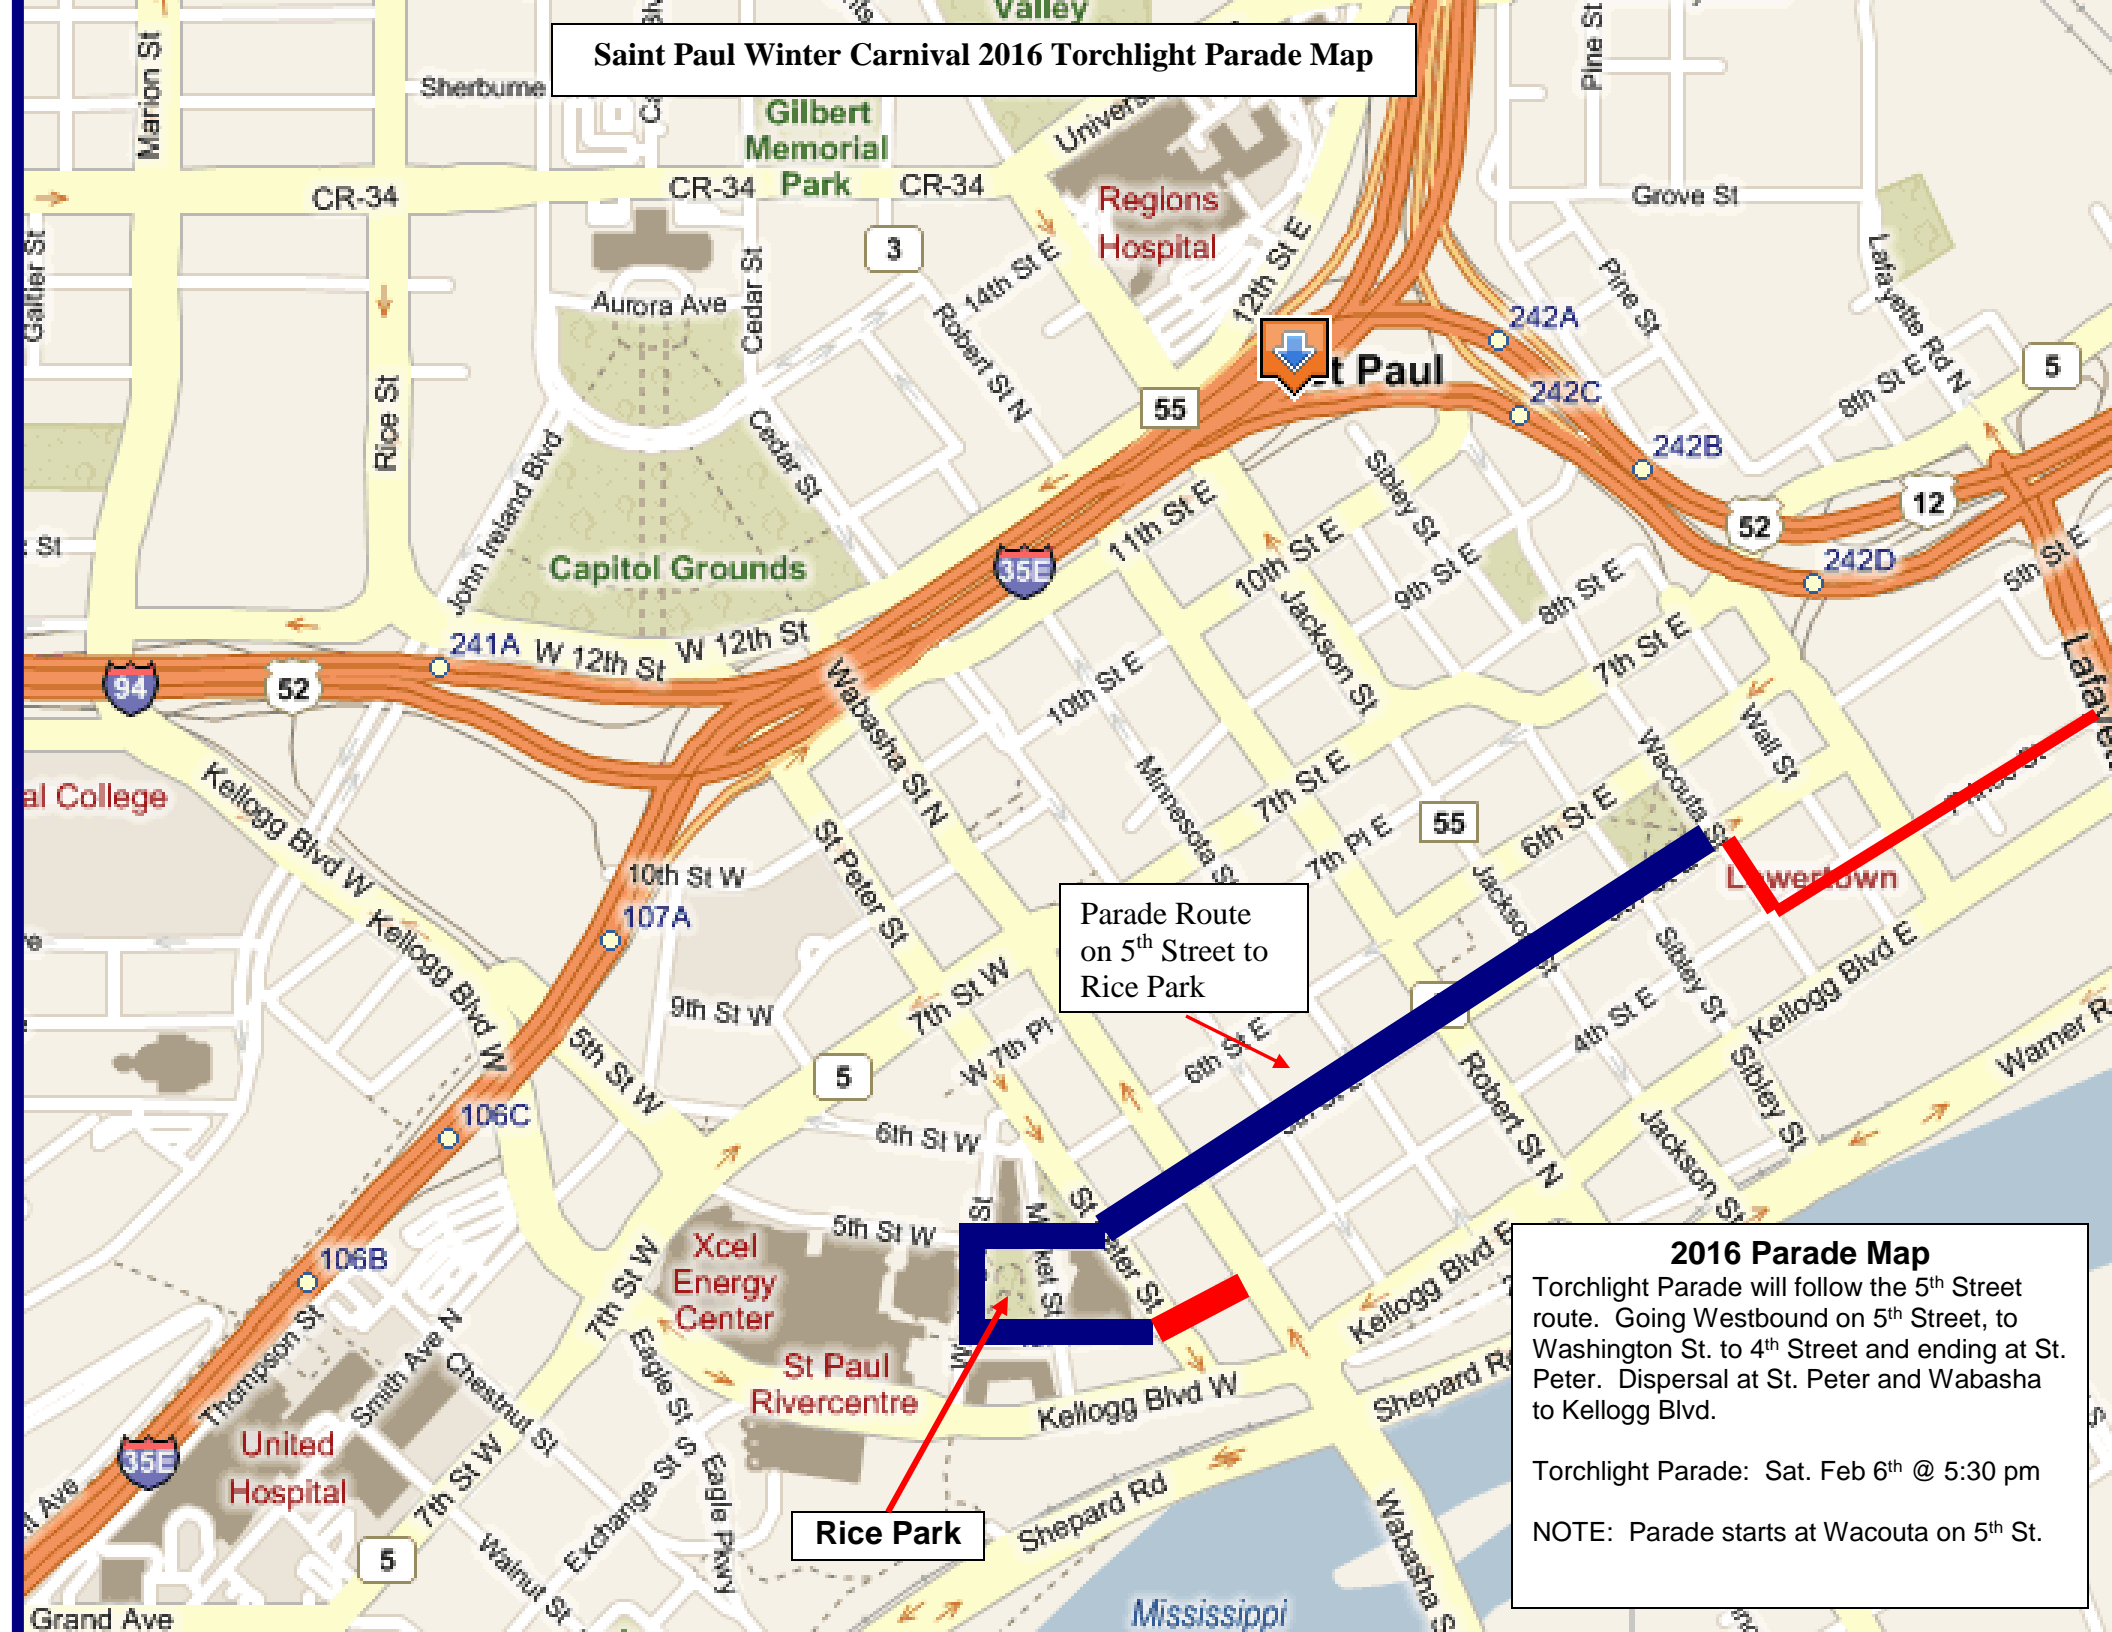 Valley
Saint Paul Winter Carnival 2016 Torchlight Parade Map
Marion St
Sherburne
Pine St
Gilbert
Memorial
Park
CR-34
CR-34
CR-34
Regions
Hospital
Grove St
Galtier St
3
14th St E
12th St E
Aurora Ave
Cedar St
Robert St N
Pine St
Lafayette Rd N
242A
5
t Paul
Rice St
55
242C
8th St E
Cedar St
John Ireland Blvd
Sibley St
242B
12
52
11th St E
St
Capitol Grounds
35E
10th St E
9th St E
8th St E
242D
5th St E
Jackson St
241A
W 12th St
W 12th St
7th St E
94
52
Wabasha St N
10th St E
Wall St
Wacouta St
al College
Kellogg Blvd W
Minnesota S
7th St E
7th Pl E
55
6th St E
St Peter St
10th St W
Lowertown
107A
Kellogg Blvd W
Parade Route
on 5th Street to
Rice Park
Jackson St
Sibley St
Kellogg Blvd E
7th St W
9th St W
5th St W
W 7th Pl
6th St E
4th St E
Warner R
5
106C
6th St W
Robert St N
Sibley St
Jackson St
St
5th St W
Xcel
Energy
Center
106B
7th St W
Kellogg Blvd E
St Paul
Rivercentre
Kellogg Blvd W
Shepard R
Thompson St
Smith Ave N
Chestnut St
Eagle St
United
Hospital
35E
7th St W
Exchange St S
Eagle Pkwy
Walnut St
5
Rice Park
Shepard Rd
Wabasha S
Grand Ave
Mississippi
2016 Parade Map
Torchlight Parade will follow the 5th Street
route.  Going Westbound on 5th Street, to
Washington St. to 4th Street and ending at St.
Peter.  Dispersal at St. Peter and Wabasha
to Kellogg Blvd.
Torchlight Parade:  Sat. Feb 6th @ 5:30 pm
NOTE:  Parade starts at Wacouta on 5th St.